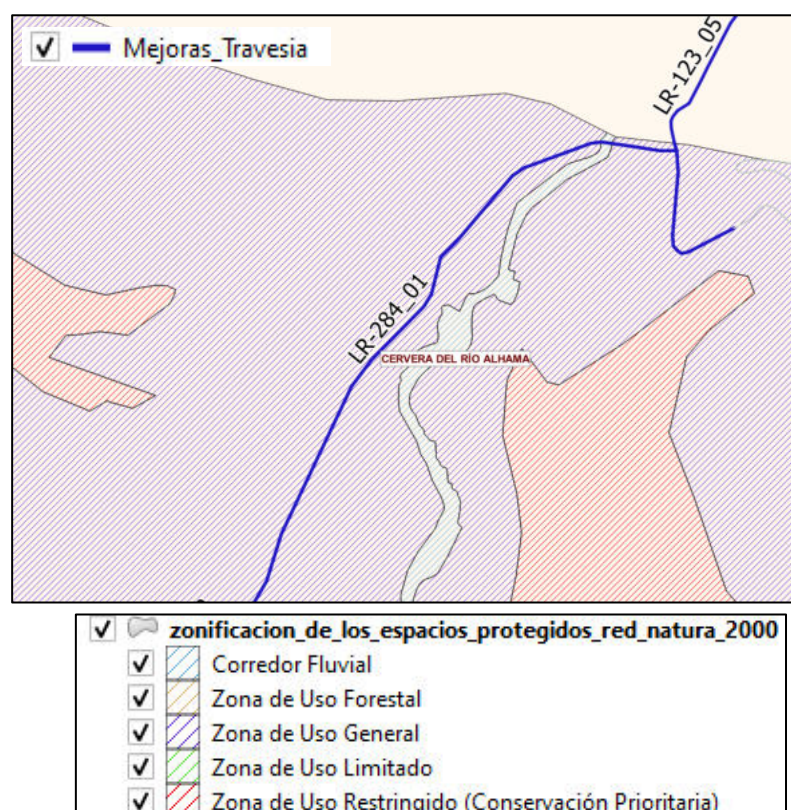 Mejoras_Travesia
LR-123_05
LR-284_01
CERVERA DEL RÍO ALHAMA
zonificacion_de_los_espacios_protegidos_red_natura_2000
Corredor Fluvial
Zona de Uso Forestal
Zona de Uso General
Zona de Uso Limitado
Zona de Uso Restringido (Conservación Prioritaria)